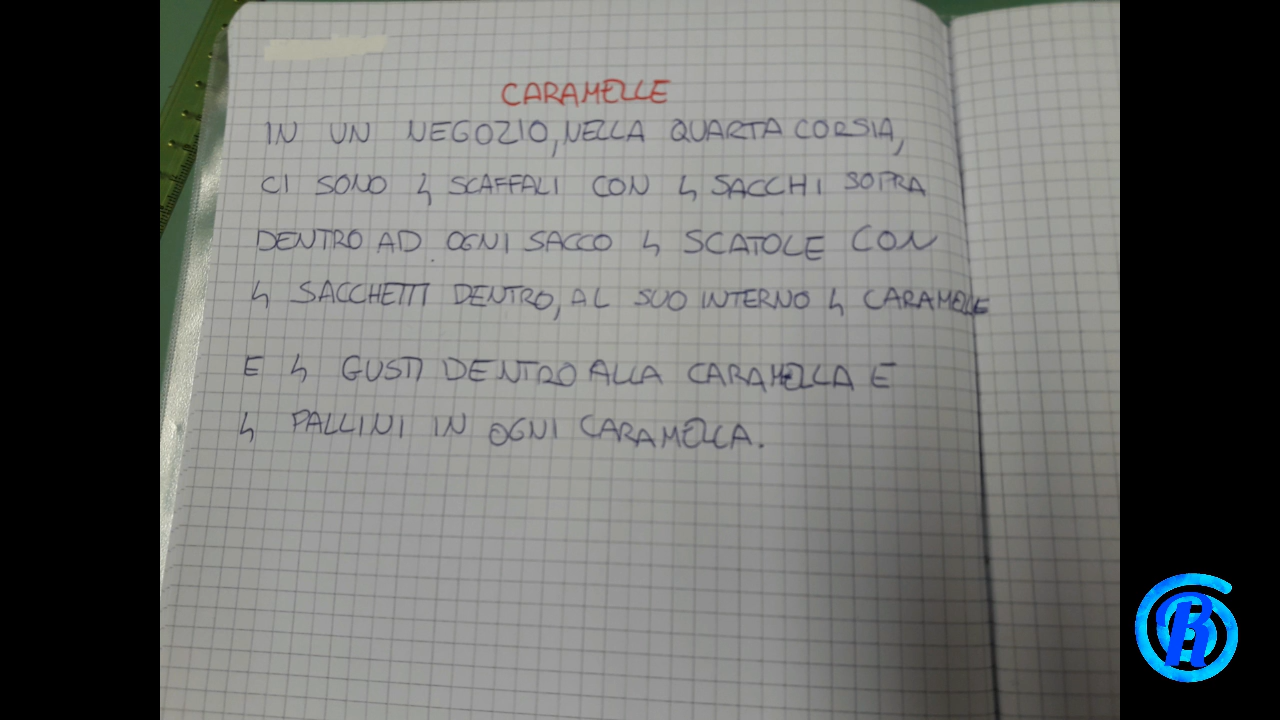 CARAMELLE
IN UN NEGOZIO, NELLA QUARTA CORSIA,
CI SONO 4 SCAFFALI CON 4 SACCHI SOPRA
DENTRO AD OGNI SACCO 4 SCATOLE CON
4 SACCHETTI DENTRO, AL SUO INTERNO 4 CARAMELLE
E 4 GUSTI DENTRO ALLA CARAMELLA E
4 PALLINI IN OGNI CARAMELLA.